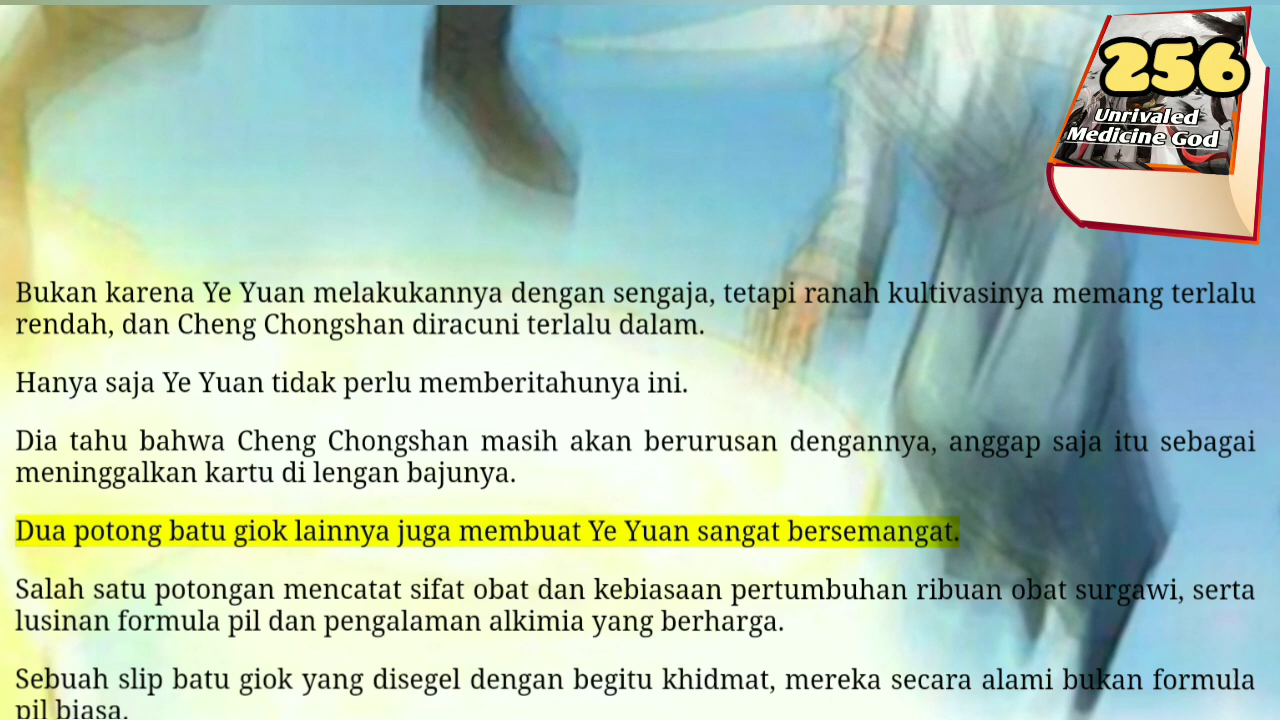 256
Unrivaled
Medicine God
Bukan karena Ye Yuan melakukannya dengan sengaja, tetapi ranah kultivasinya memang terlalu
rendah, dan Cheng Chongshan diracuni terlalu dalam.
Hanya saja Ye Yuan tidak perlu memberitahunya ini.
Dia tahu bahwa Cheng Chongshan masih akan berurusan dengannya, anggap saja itu sebagai
meninggalkan kartu di lengan bajunya.
Dua potong batu giok lainnya juga membuat Ye Yuan sangat bersemangat.
Salah satu potongan mencatat sifat obat dan kebiasaan pertumbuhan ribuan obat surgawi, serta
lusinan formula pil dan pengalaman alkimia yang berharga.
Sebuah slip batu giok yang disegel dengan begitu khidmat, mereka secara alami bukan formula
pil biasa.